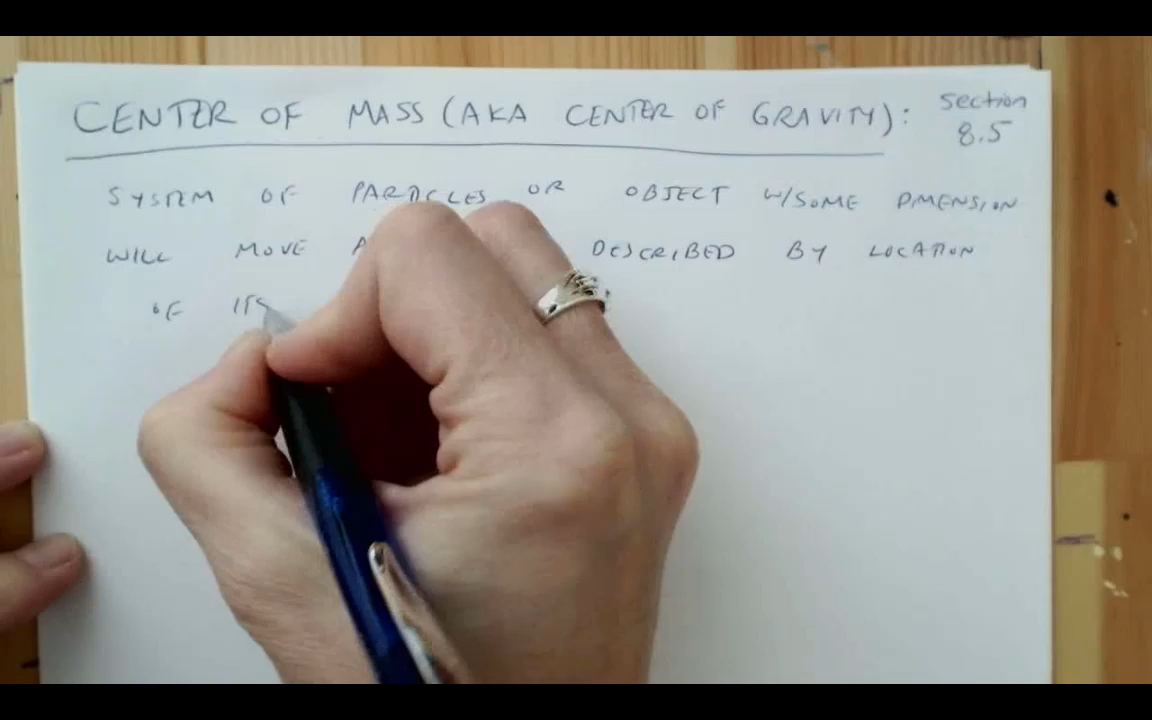 CENTER OF MASS (AKA CENTER OF GRAVITY): Section 8.5
SYSTEM OF PARTICLES OR OBJECT W/SOME DIMENSION
WILL MOVE DESCRIBED BY LOCATION
OF ITS